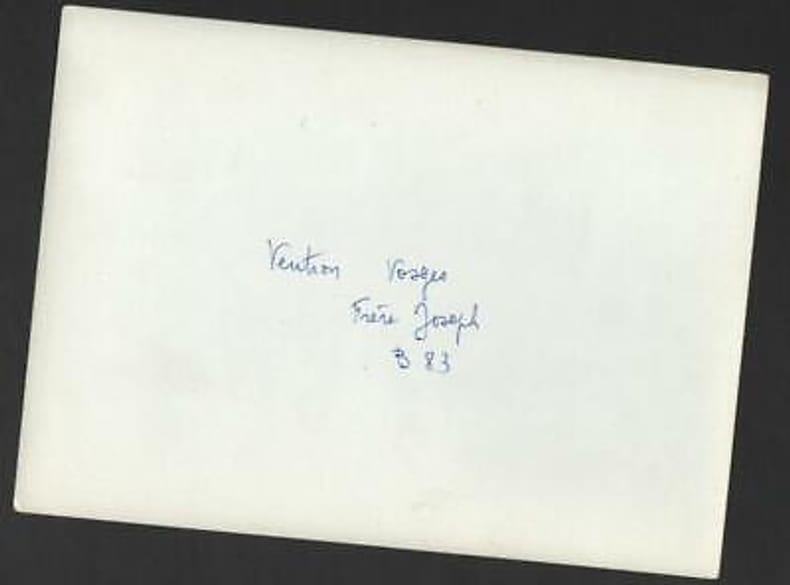 Ventron Vosges
Frère Joseph
B 83